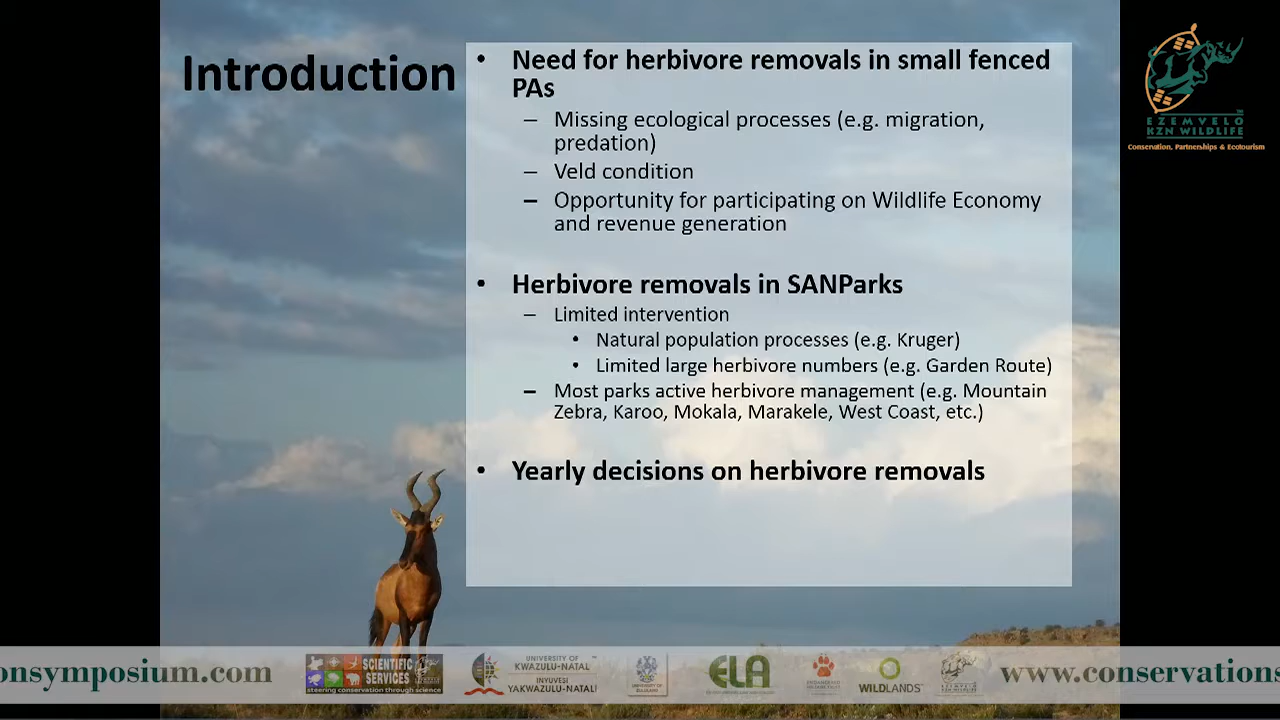 Introduction
• Need for herbivore removals in small fenced
PAs
– Missing ecological processes (e.g. migration,
predation)
– Veld condition
– Opportunity for participating on Wildlife Economy
and revenue generation
• Herbivore removals in SANParks
– Limited intervention
• Natural population processes (e.g. Kruger)
• Limited large herbivore numbers (e.g. Garden Route)
– Most parks active herbivore management (e.g. Mountain
Zebra, Karoo, Mokala, Marakele, West Coast, etc.)
• Yearly decisions on herbivore removals
EZEMVELO
KZN WILDLIFE
Conservation, Partnerships & Ecotourism
onsymposium.com
SCIENTIFIC
SERVICES
steering conservation through science
UNIVERSITY OF
KWAZULU-NATAL
INYUVESI
YAKWAZULU-NATALI
ELA
WILDLANDS
www.conservations